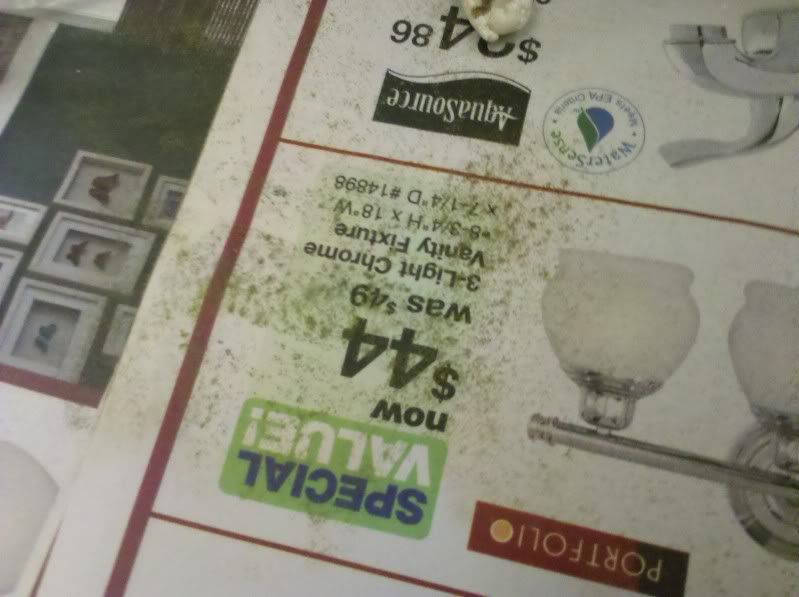 PORTFOLIO
SPECIAL
VALUE!
now
$44
was $49
3-Light Chrome
Vanity Fixture
*8-3/4"H x 18"W
x 7-1/4"D #14898
WaterSense
Meets EPA Criteria
AquaSource
86